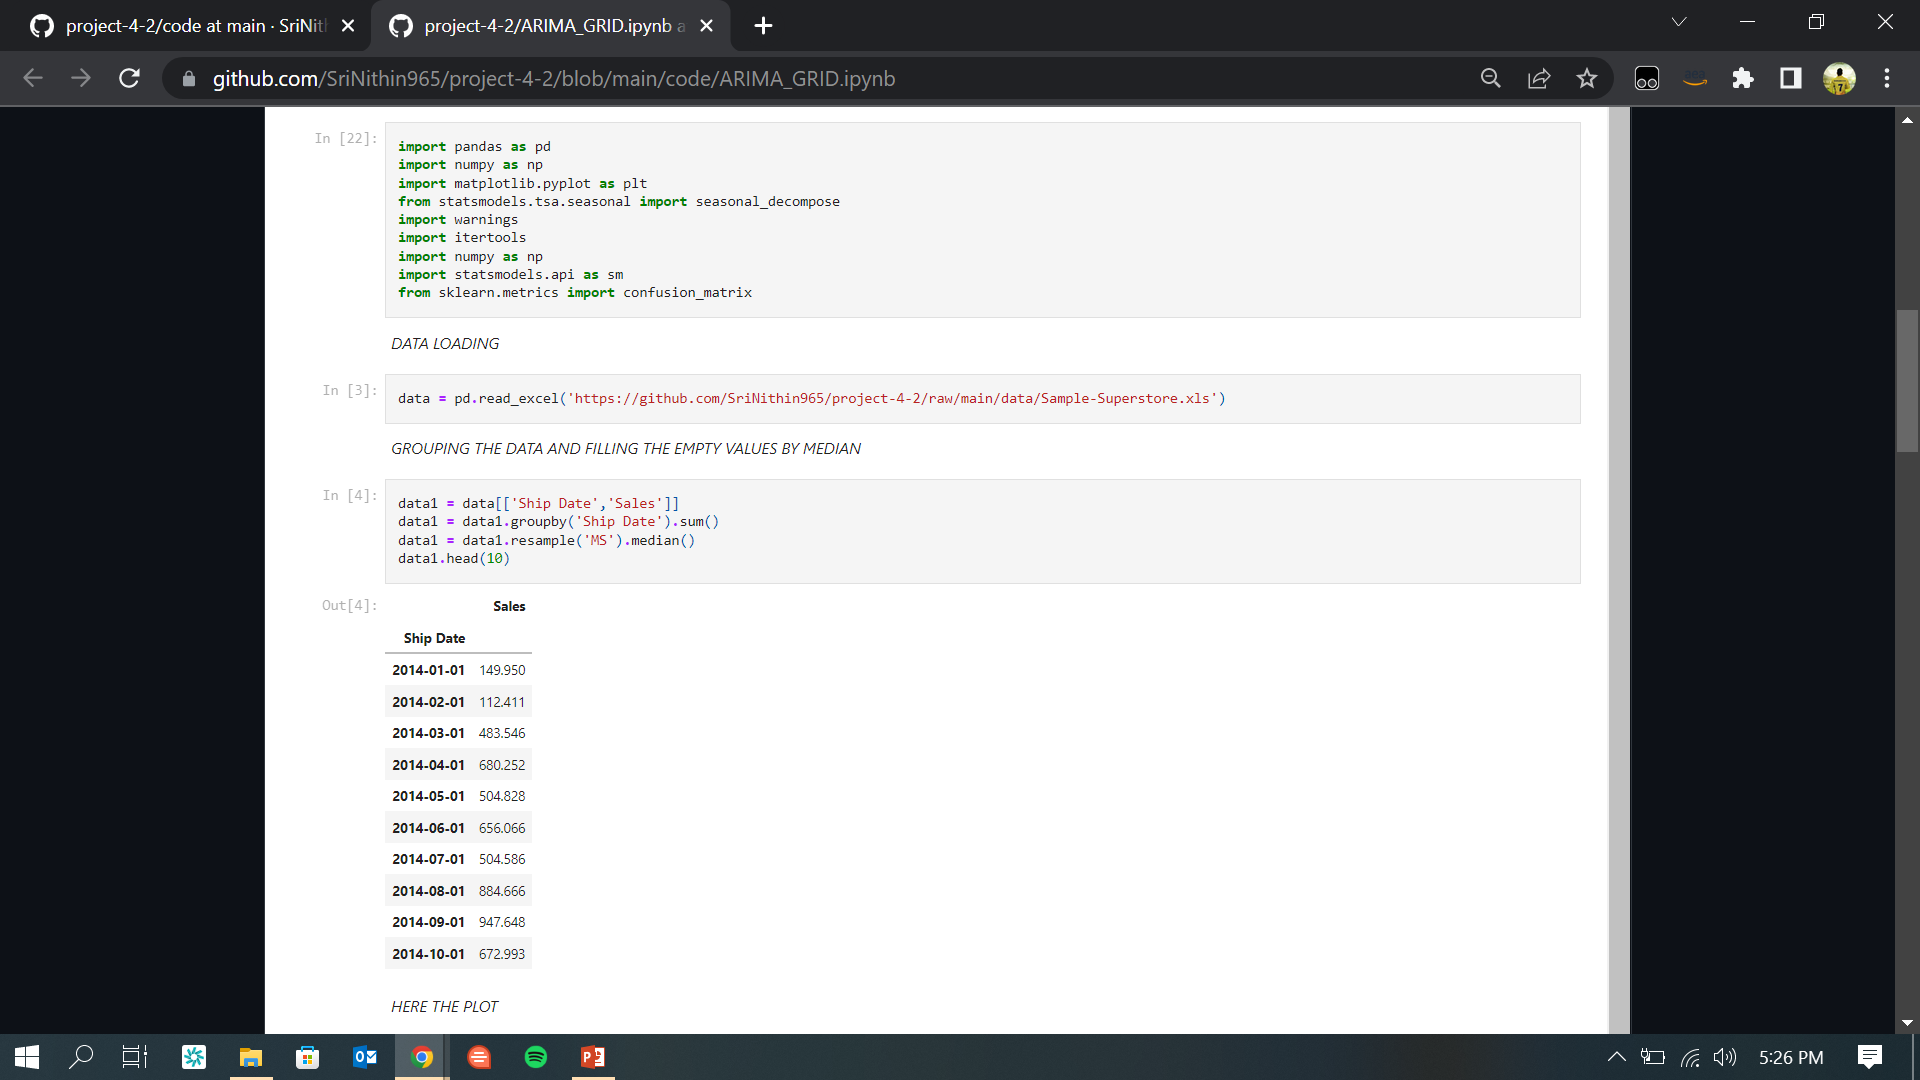 project-4-2/code at main · SriNith
project-4-2/ARIMA_GRID.ipynb a
github.com/SriNithin965/project-4-2/blob/main/code/ARIMA_GRID.ipynb
In [22]:
import pandas as pd
import numpy as np
import matplotlib.pyplot as plt
from statsmodels.tsa.seasonal import seasonal_decompose
import warnings
import itertools
import numpy as np
import statsmodels.api as sm
from sklearn.metrics import confusion_matrix
DATA LOADING
In [3]:
data = pd.read_excel('https://github.com/SriNithin965/project-4-2/raw/main/data/Sample-Superstore.xls')
GROUPING THE DATA AND FILLING THE EMPTY VALUES BY MEDIAN
In [4]:
data1 = data[['Ship Date','Sales']]
data1 = data1.groupby('Ship Date').sum()
data1 = data1.resample('MS').median()
data1.head(10)
Out[4]:
Sales
Ship Date
2014-01-01 149.950
2014-02-01 112.411
2014-03-01 483.546
2014-04-01 680.252
2014-05-01 504.828
2014-06-01 656.066
2014-07-01 504.586
2014-08-01 884.666
2014-09-01 947.648
2014-10-01 672.993
HERE THE PLOT
5:26 PM